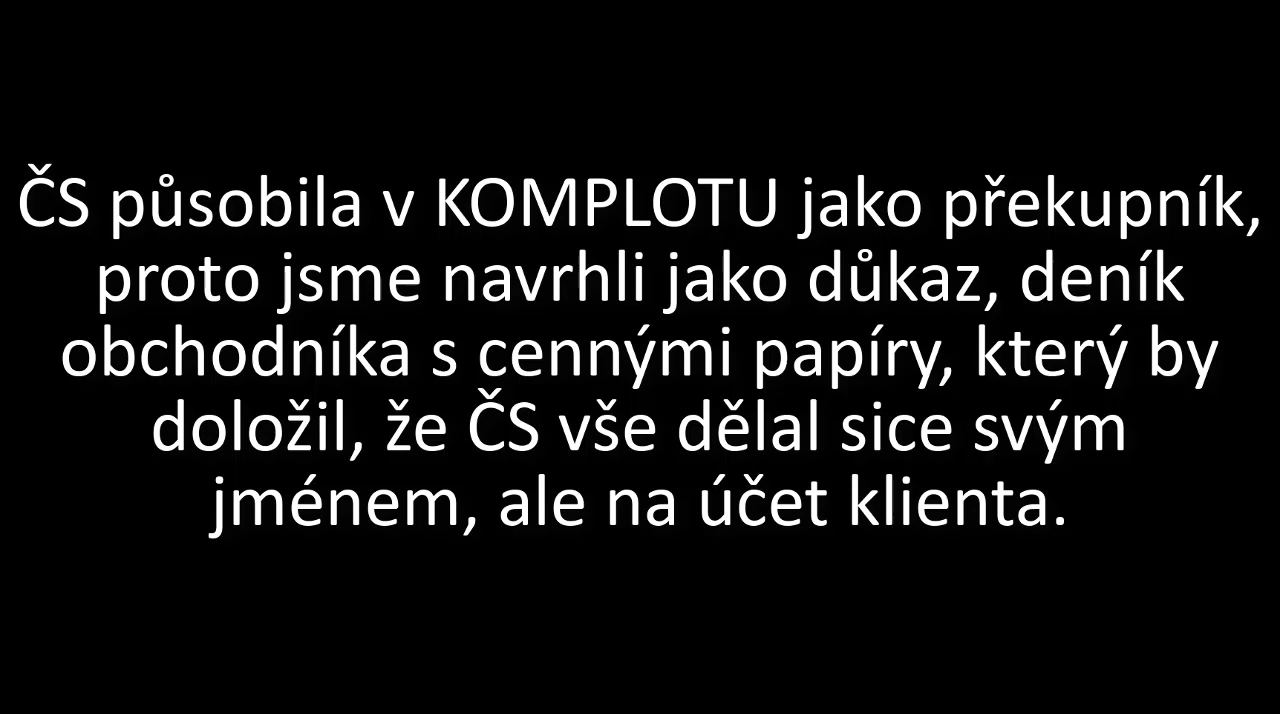 ČS působila v KOMPLOTU jako překupník,
proto jsme navrhli jako důkaz, deník
obchodníka s cennými papíry, který by
doložil, že ČS vše dělal sice svým
jménem, ale na účet klienta.